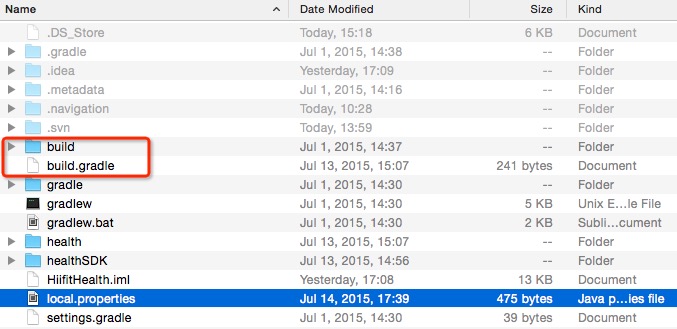 Name Date Modified Size Kind
.DS_Store Today, 15:18 6 KB Document
.gradle Jul 1, 2015, 14:38 -- Folder
.idea Yesterday, 17:09 -- Folder
.metadata Jul 1, 2015, 14:16 -- Folder
.navigation Today, 10:28 -- Folder
.svn Today, 13:59 -- Folder
build Jul 1, 2015, 14:37 -- Folder
build.gradle Jul 13, 2015, 15:07 241 bytes Document
gradle Jul 1, 2015, 14:30 -- Folder
gradlew Jul 1, 2015, 14:30 5 KB Unix E...le File
gradlew.bat Jul 1, 2015, 14:30 2 KB Subli...cument
health Jul 13, 2015, 15:07 -- Folder
healthSDK Jul 13, 2015, 14:56 -- Folder
HiifitHealth.iml Yesterday, 17:08 13 KB Document
local.properties Jul 14, 2015, 17:39 475 bytes Java p...ies file
settings.gradle Jul 1, 2015, 14:30 39 bytes Document